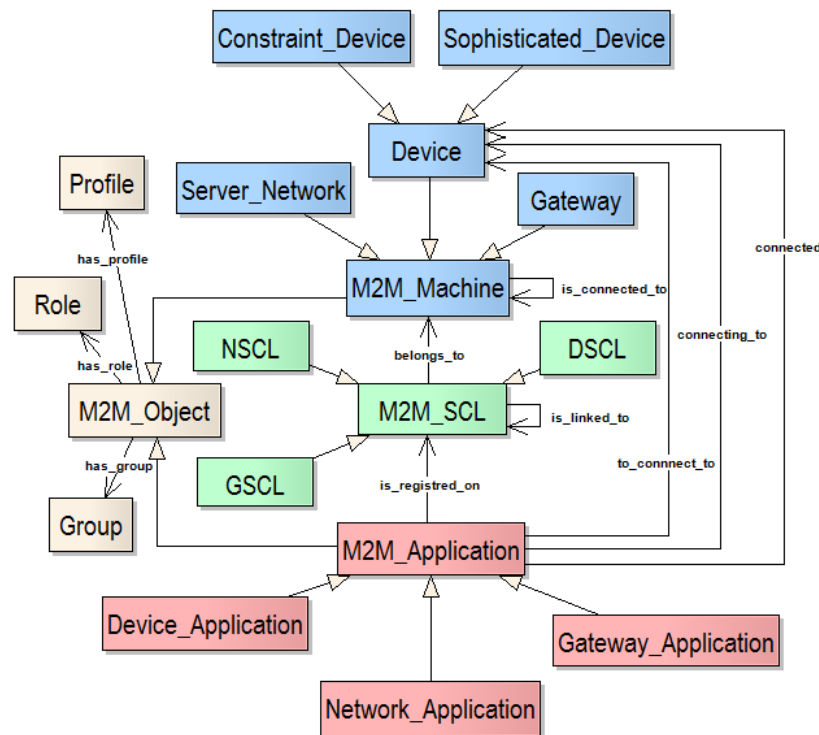 Constraint_Device
Sophisticated_Device
Device
Profile
Server_Network
Gateway
has_profile
connected
M2M_Machine
is_connected_to
Role
connecting_to
NSCL
belongs_to
DSCL
has_role
M2M_Object
M2M_SCL
is_linked_to
has_group
GSCL
is_registred_on
to_connnect_to
Group
M2M_Application
Device_Application
Gateway_Application
Network_Application